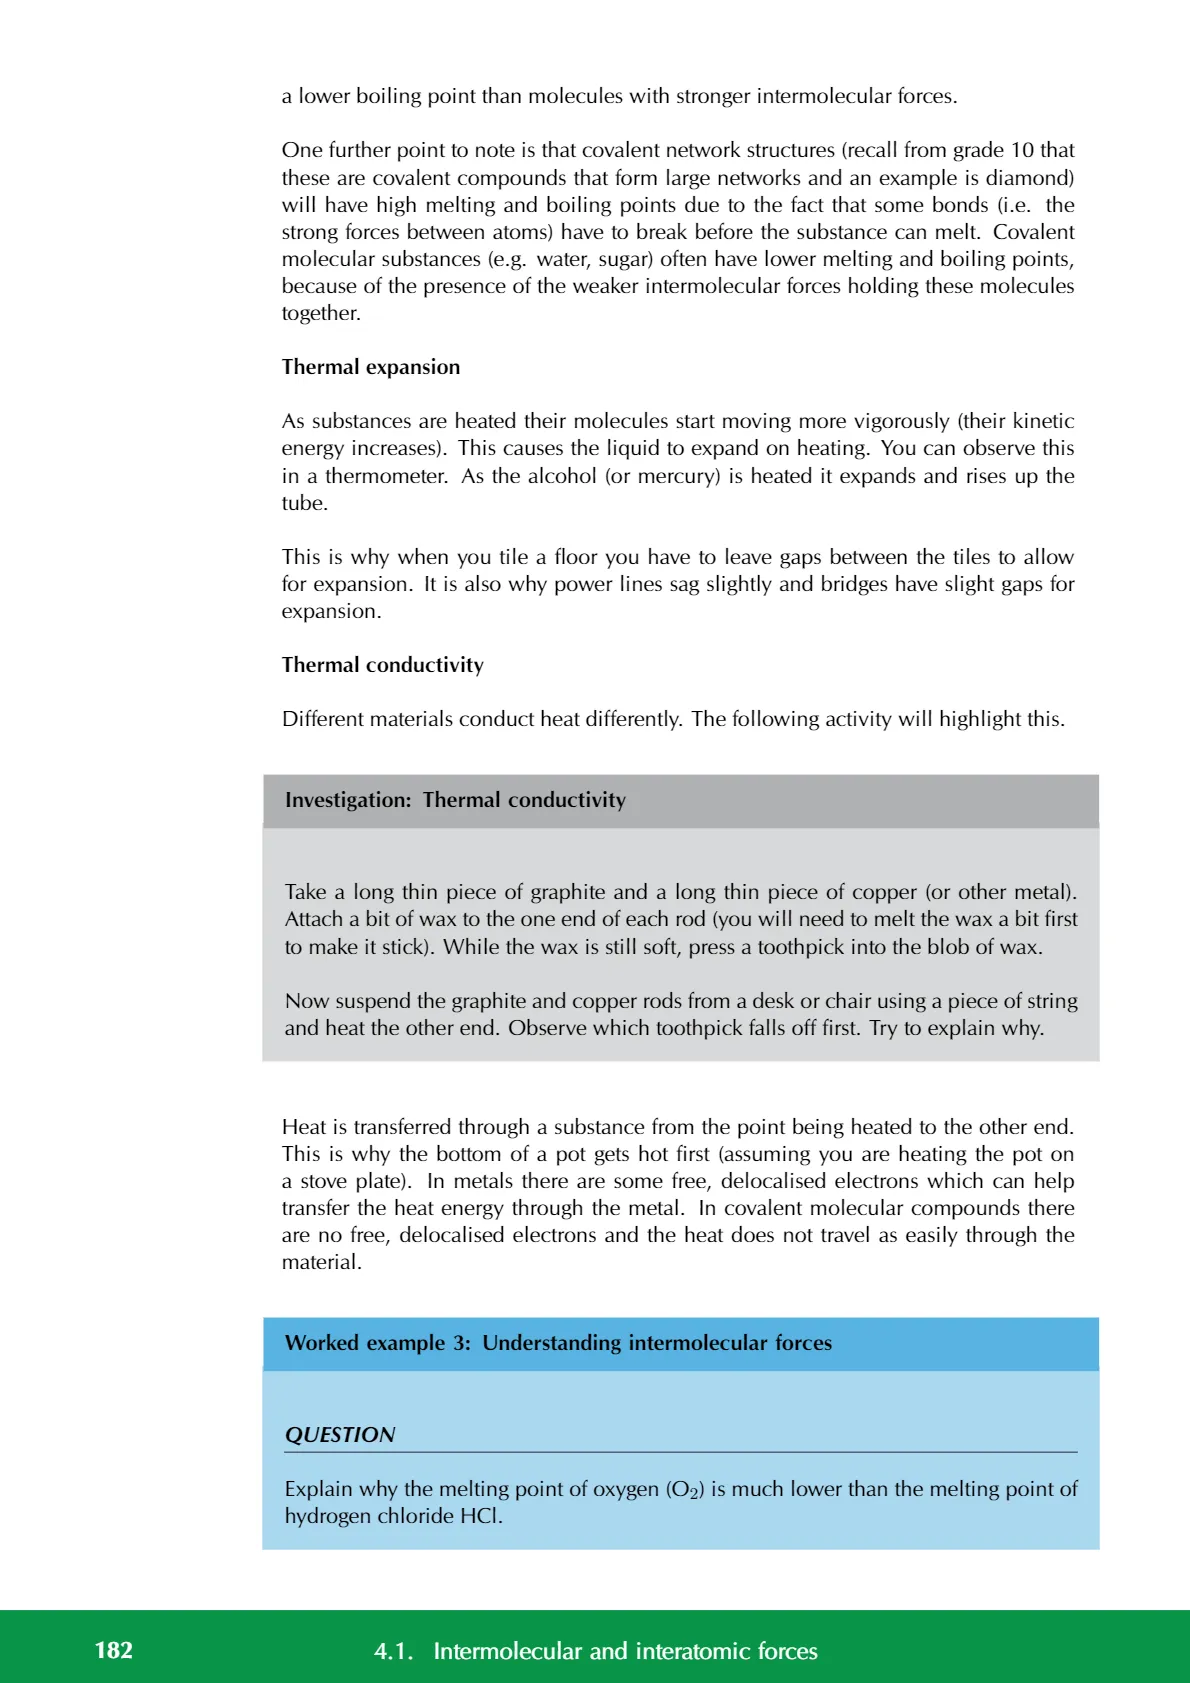 a lower boiling point than molecules with stronger intermolecular forces.
One further point to note is that covalent network structures (recall from grade 10 that
these are covalent compounds that form large networks and an example is diamond)
will have high melting and boiling points due to the fact that some bonds (i.e. the
strong forces between atoms) have to break before the substance can melt. Covalent
molecular substances (e.g. water, sugar) often have lower melting and boiling points,
because of the presence of the weaker intermolecular forces holding these molecules
together.
Thermal expansion
As substances are heated their molecules start moving more vigorously (their kinetic
energy increases). This causes the liquid to expand on heating. You can observe this
in a thermometer. As the alcohol (or mercury) is heated it expands and rises up the
tube.
This is why when you tile a floor you have to leave gaps between the tiles to allow
for expansion. It is also why power lines sag slightly and bridges have slight gaps for
expansion.
Thermal conductivity
Different materials conduct heat differently. The following activity will highlight this.
Investigation: Thermal conductivity
Take a long thin piece of graphite and a long thin piece of copper (or other metal).
Attach a bit of wax to the one end of each rod (you will need to melt the wax a bit first
to make it stick). While the wax is still soft, press a toothpick into the blob of wax.
Now suspend the graphite and copper rods from a desk or chair using a piece of string
and heat the other end. Observe which toothpick falls off first. Try to explain why.
Heat is transferred through a substance from the point being heated to the other end.
This is why the bottom of a pot gets hot first (assuming you are heating the pot on
a stove plate). In metals there are some free, delocalised electrons which can help
transfer the heat energy through the metal. In covalent molecular compounds there
are no free, delocalised electrons and the heat does not travel as easily through the
material.
Worked example 3: Understanding intermolecular forces
QUESTION
Explain why the melting point of oxygen (O₂) is much lower than the melting point of
hydrogen chloride HCl.
182 4.1. Intermolecular and interatomic forces